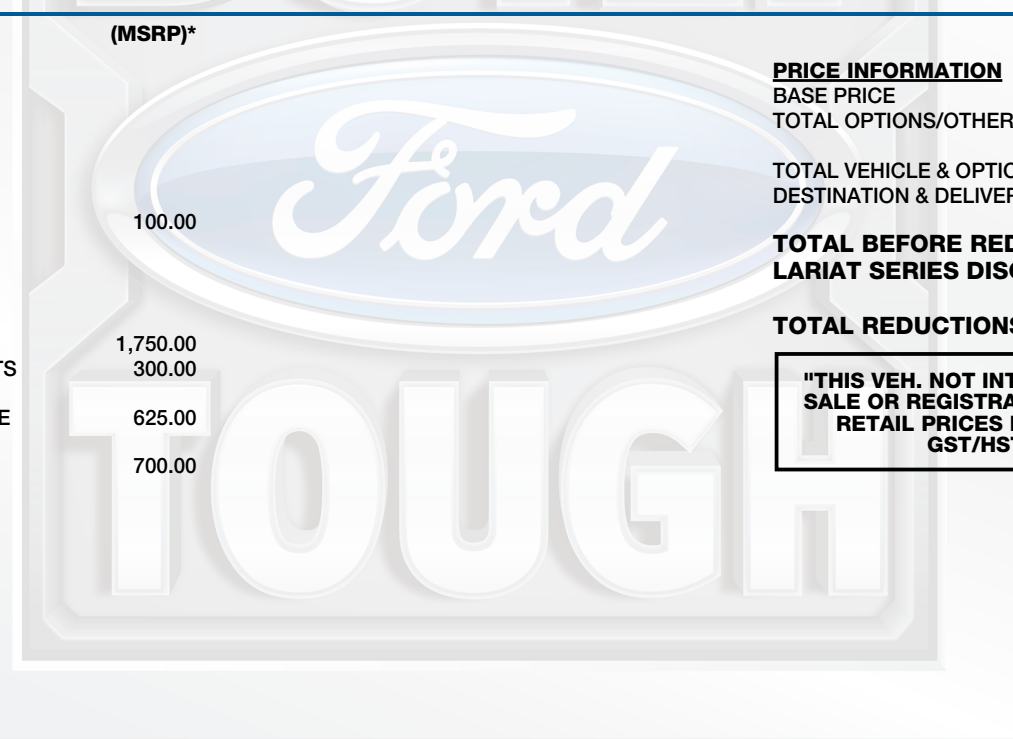 (MSRP)*
100.00
1,750.00
TS 300.00
E 625.00
700.00
PRICE INFORMATION
BASE PRICE
TOTAL OPTIONS/OTHER
TOTAL VEHICLE & OPTIO
DESTINATION & DELIVER
TOTAL BEFORE RED
LARIAT SERIES DISC
TOTAL REDUCTIONS
"THIS VEH. NOT INT
SALE OR REGISTRA
RETAIL PRICES
GST/HST
Ford
TOUGH